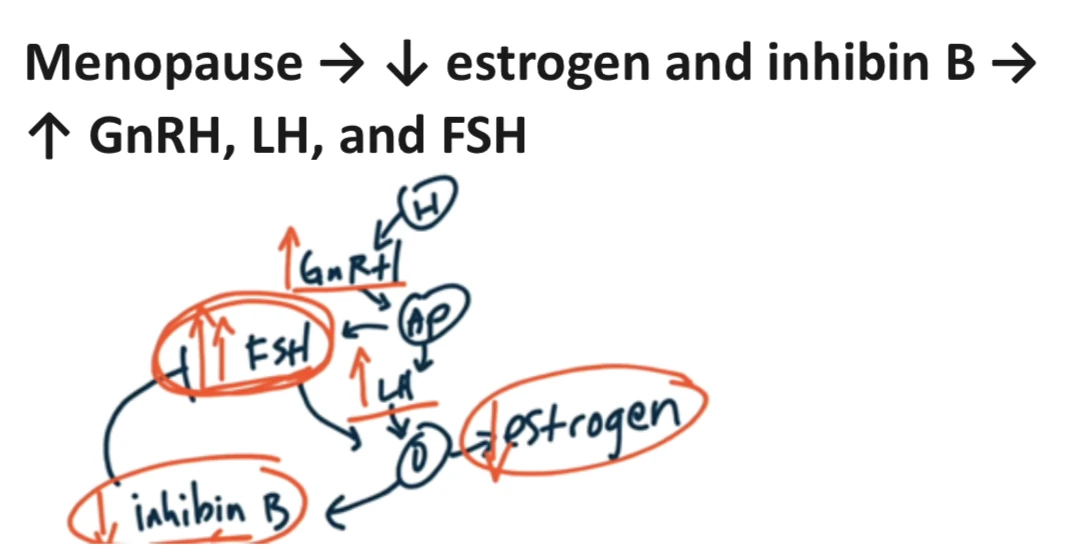 Menopause → ↓ estrogen and inhibin B →
↑ GnRH, LH, and FSH
H
↑ GnRH
AP
↑↑ FSH
↑ LH
↓ estrogen
O
↓ inhibin B